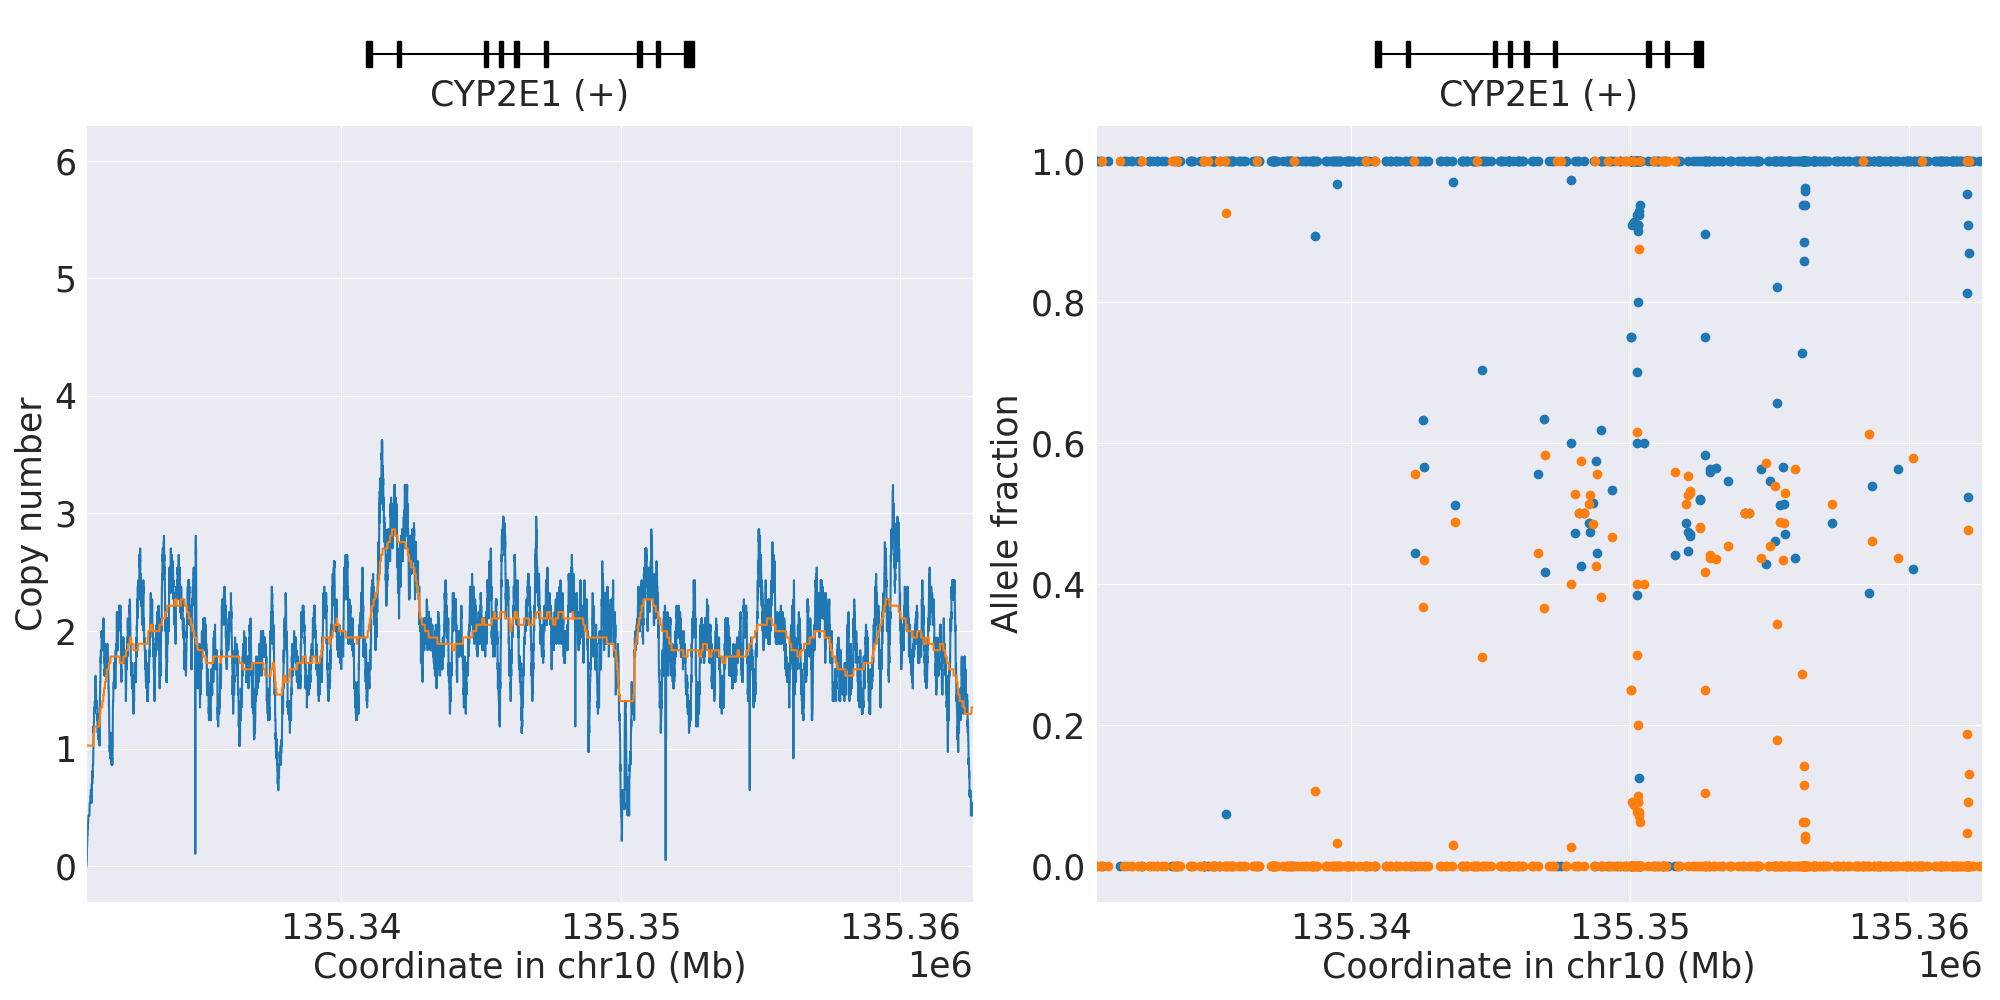 CYP2E1 (+)
6
5
4
3
2
1
0
Copy number
135.34 135.35 135.36
Coordinate in chr10 (Mb)
1e6
CYP2E1 (+)
1.0
0.8
0.6
0.4
0.2
0.0
Allele fraction
135.34 135.35 135.36
Coordinate in chr10 (Mb)
1e6